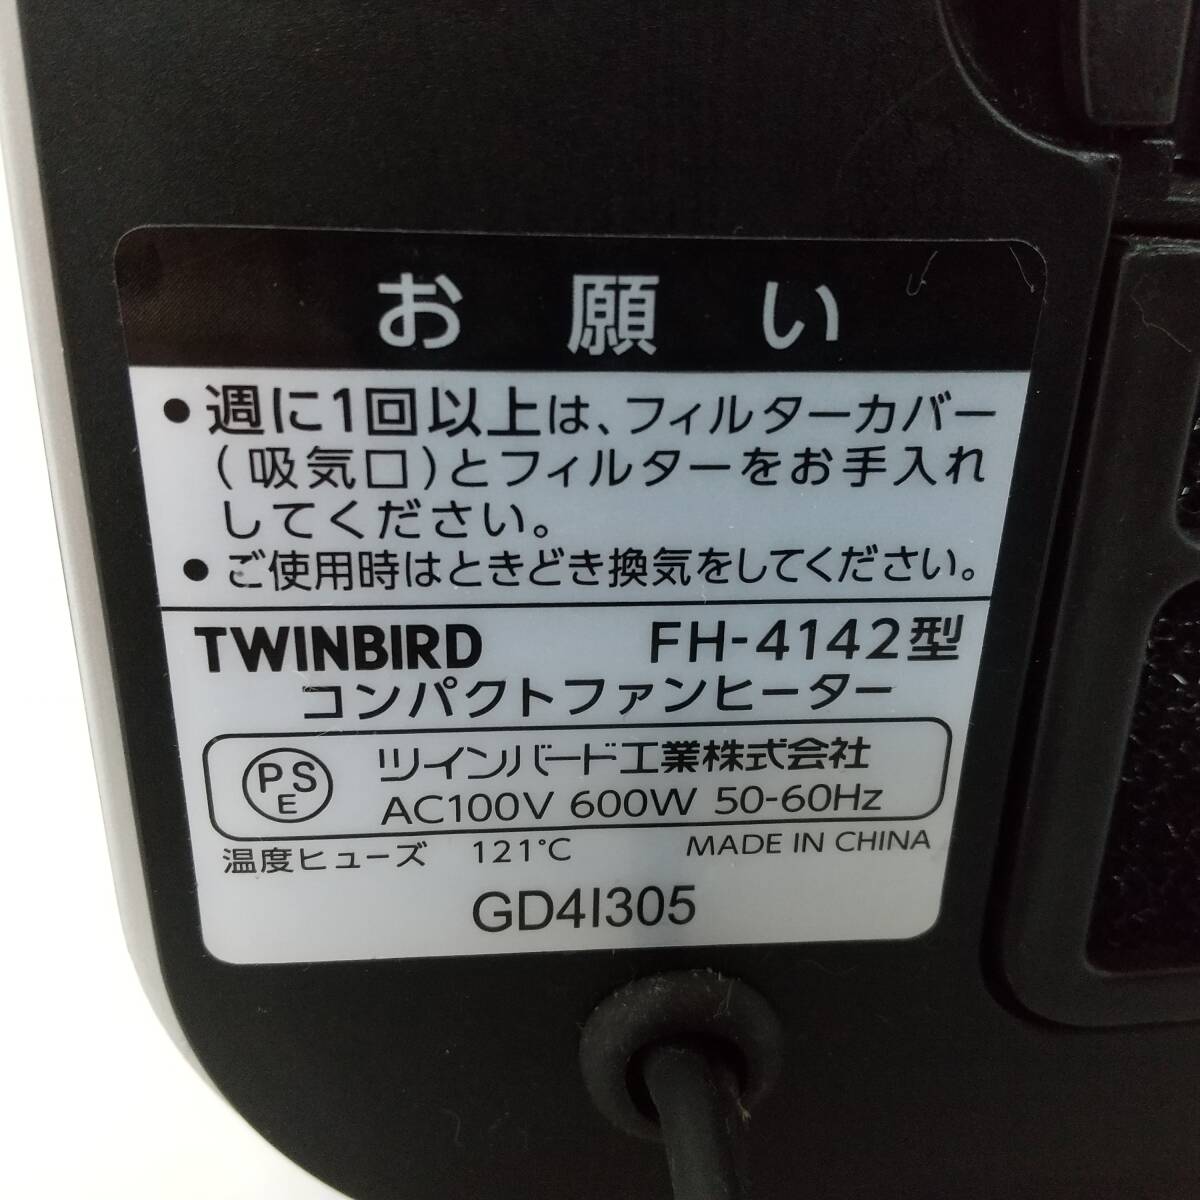 お願い
●週に1回以上は、フィルターカバー
(吸気口)とフィルターをお手入れ
してください。
●ご使用時はときどき換気をしてください。
TWINBIRD FH-4142型
コンパクトファンヒーター
PSE ツインバード工業株式会社
AC100V 600W 50-60Hz
温度ヒューズ 121℃ MADE IN CHINA
GD4I305